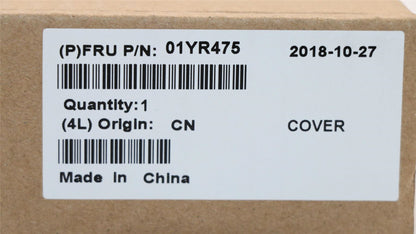 (P)FRU P/N: 01YR475 2018-10-27
Quantity:1
(4L) Origin: CN COVER
Made in China